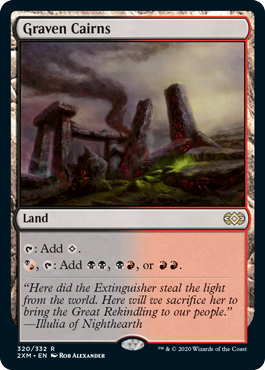 Graven Cairns
Land
{T}: Add {C}.
{B/R}, {T}: Add {B}{B}, {B}{R}, or {R}{R}.
“Here did the Extinguisher steal the light
from the world. Here will we sacrifice her to
bring the Great Rekindling to our people.”
—Illulia of Nighthearth
320/332 R
2XM • EN Rob Alexander
™ & © 2020 Wizards of the Coast